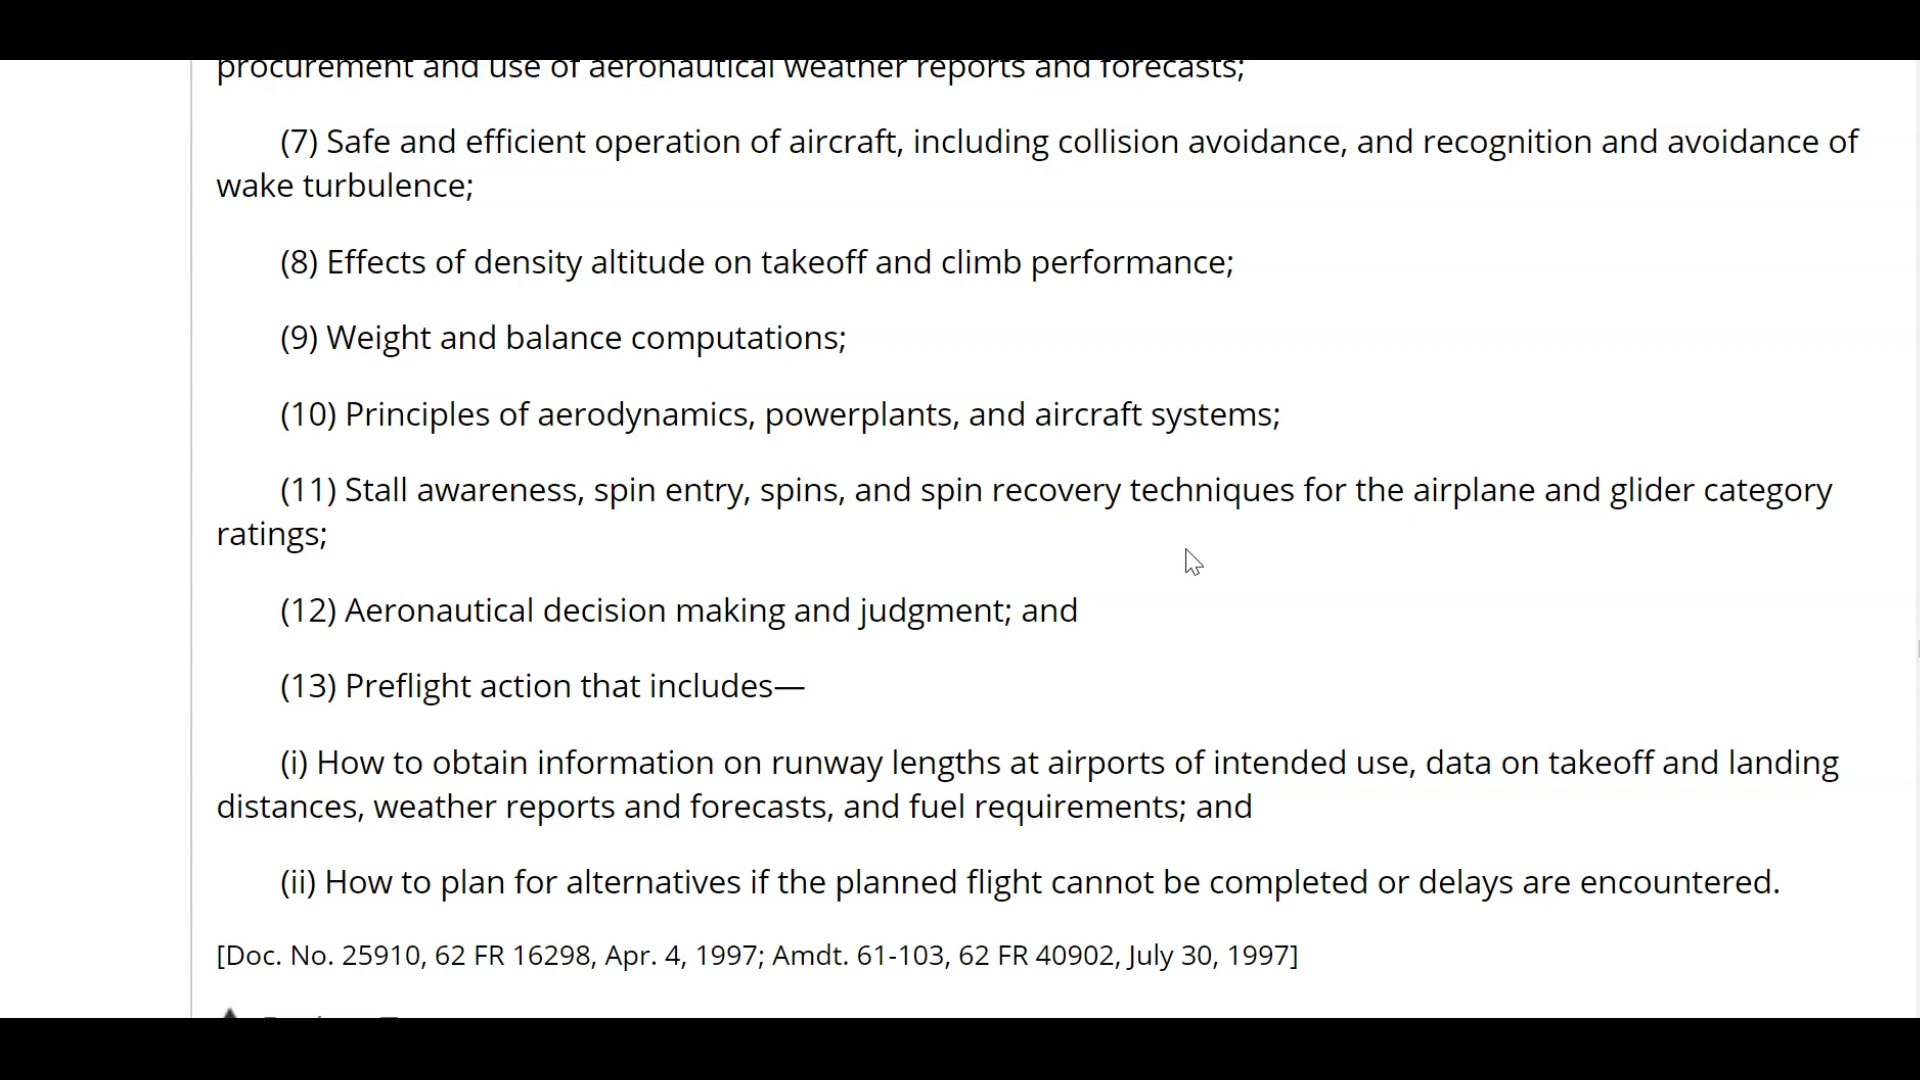 procurement and use of aeronautical weather reports and forecasts;
(7) Safe and efficient operation of aircraft, including collision avoidance, and recognition and avoidance of
wake turbulence;
(8) Effects of density altitude on takeoff and climb performance;
(9) Weight and balance computations;
(10) Principles of aerodynamics, powerplants, and aircraft systems;
(11) Stall awareness, spin entry, spins, and spin recovery techniques for the airplane and glider category
ratings;
(12) Aeronautical decision making and judgment; and
(13) Preflight action that includes—
(i) How to obtain information on runway lengths at airports of intended use, data on takeoff and landing
distances, weather reports and forecasts, and fuel requirements; and
(ii) How to plan for alternatives if the planned flight cannot be completed or delays are encountered.
[Doc. No. 25910, 62 FR 16298, Apr. 4, 1997; Amdt. 61-103, 62 FR 40902, July 30, 1997]